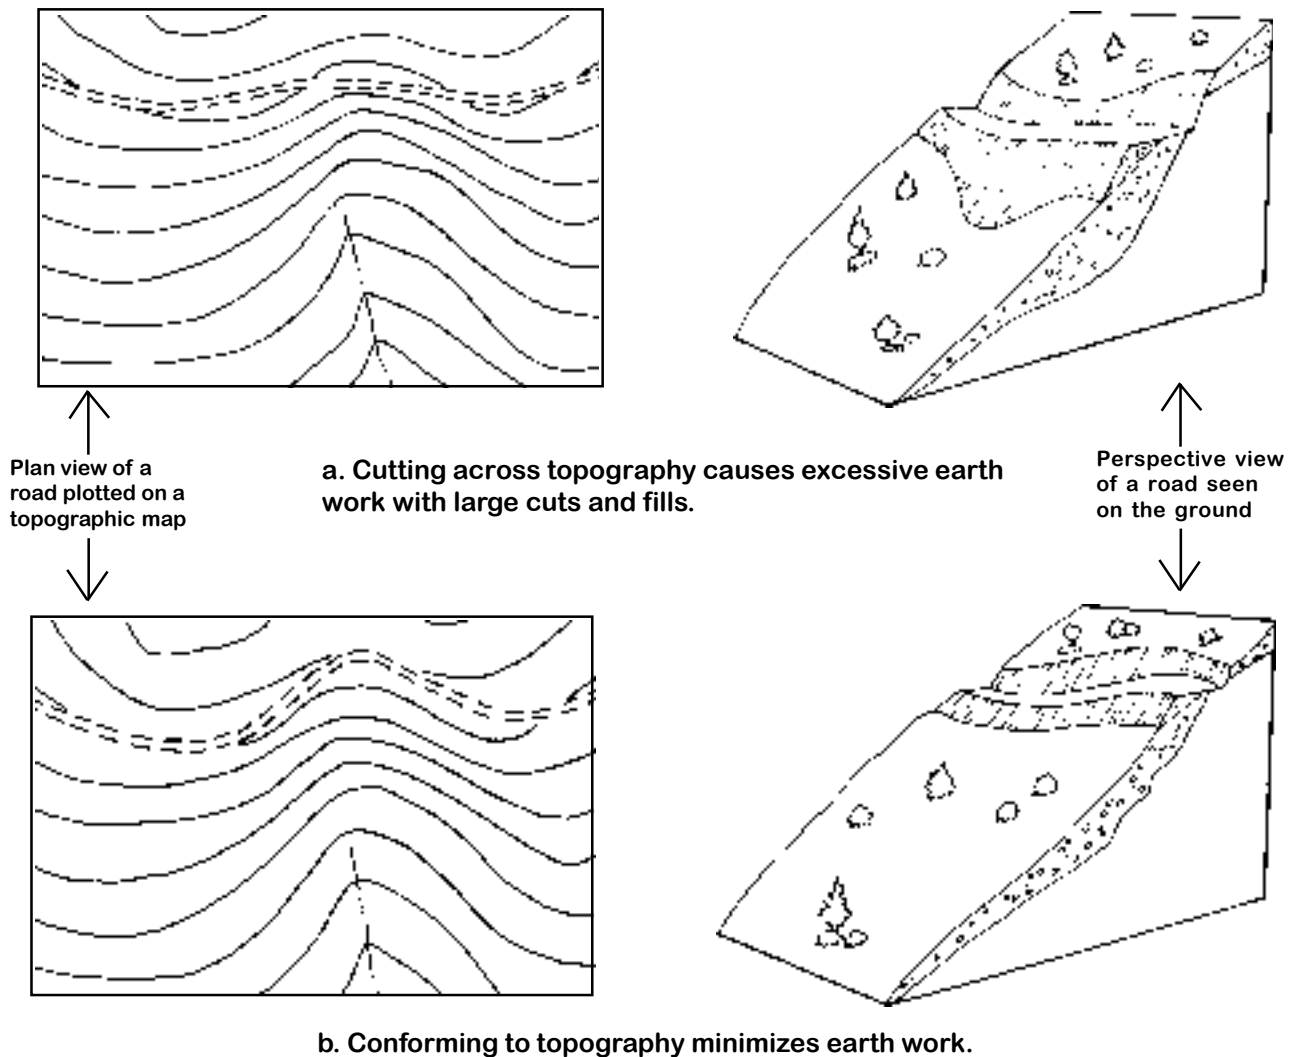 Plan view of a
road plotted on a
topographic map
a. Cutting across topography causes excessive earth
work with large cuts and fills.
Perspective view
of a road seen
on the ground
b. Conforming to topography minimizes earth work.